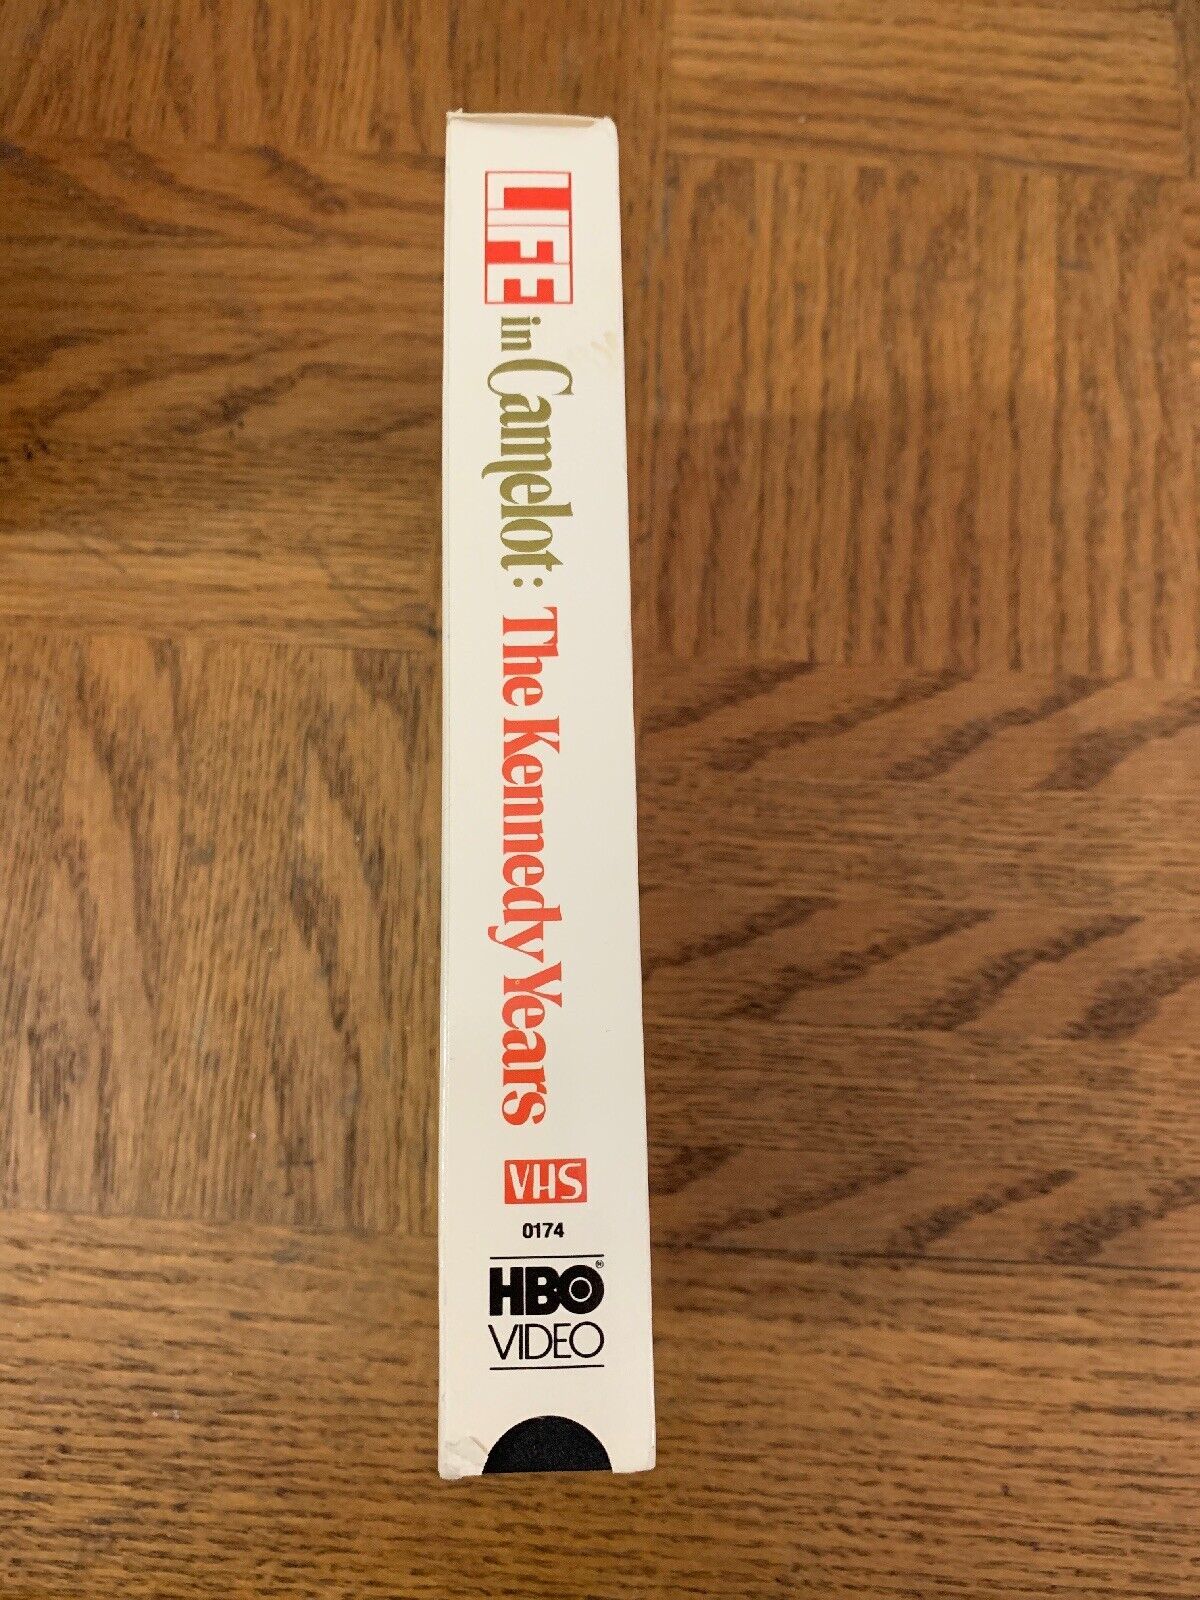 LIFE in Camelot: The Kennedy Years
VHS
0174
HBO®
VIDEO